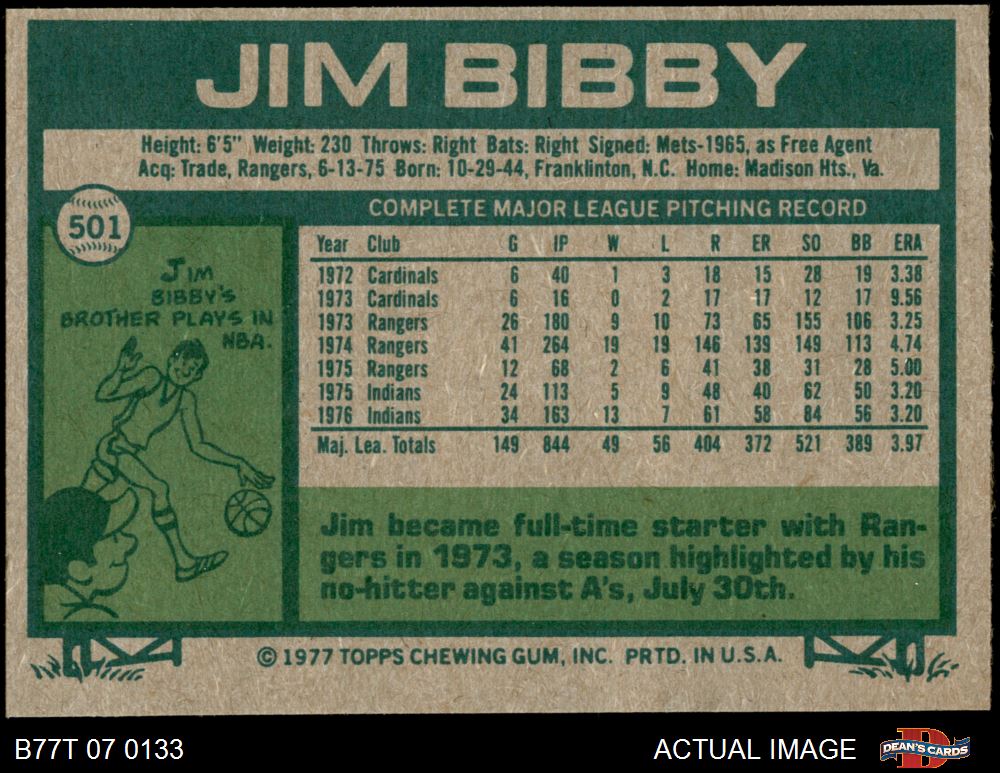 JIM BIBBY
Height: 6'5" Weight: 230 Throws: Right Bats: Right Signed: Mets-1965, as Free Agent
Acq: Trade, Rangers, 6-13-75 Born: 10-29-44, Franklinton, N.C. Home: Madison Hts., Va.
501
JIM
BIBBY'S
BROTHER PLAYS IN
NBA.
COMPLETE MAJOR LEAGUE PITCHING RECORD
Year Club G IP W L R ER SO BB ERA
1972 Cardinals 6 40 1 3 18 15 28 19 3.38
1973 Cardinals 6 16 0 2 17 17 12 17 9.56
1973 Rangers 26 180 9 10 73 65 155 106 3.25
1974 Rangers 41 264 19 19 146 139 149 113 4.74
1975 Rangers 12 68 2 6 41 38 31 28 5.00
1975 Indians 24 113 5 9 48 40 62 50 3.20
1976 Indians 34 163 13 7 61 58 84 56 3.20
Maj. Lea. Totals 149 844 49 56 404 372 521 389 3.97
Jim became full-time starter with Ran-
gers in 1973, a season highlighted by his
no-hitter against A's, July 30th.
© 1977 TOPPS CHEWING GUM, INC. PRTD. IN U.S.A.
B77T 07 0133
ACTUAL IMAGE
DEAN'S CARDS